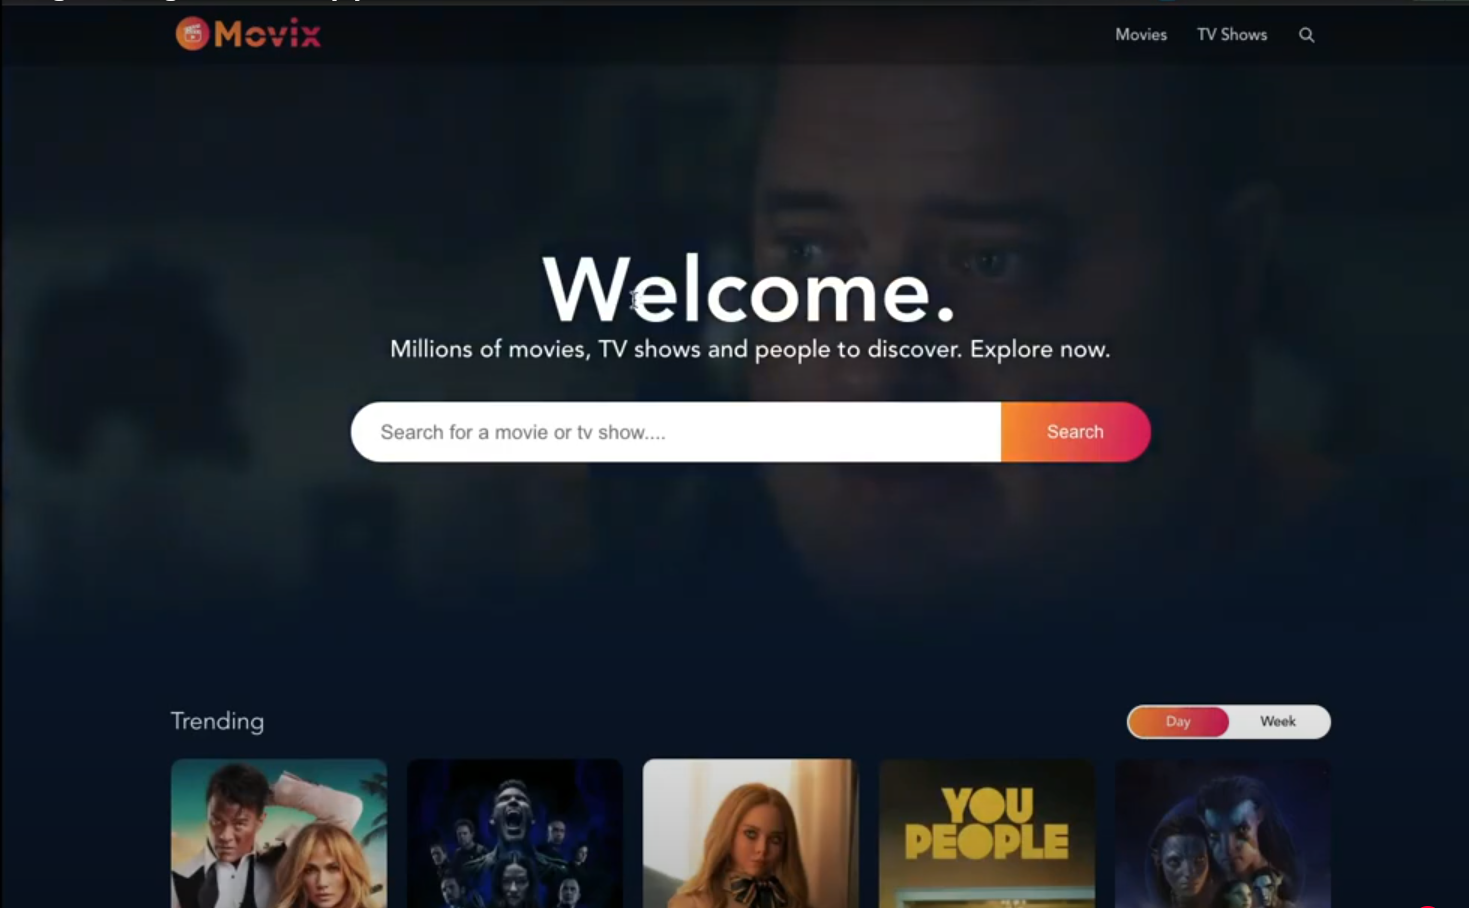 Movix
Movies TV Shows
Welcome.
Millions of movies, TV shows and people to discover. Explore now.
Search for a movie or tv show.... Search
Trending Day Week
YOU
PEOPLE